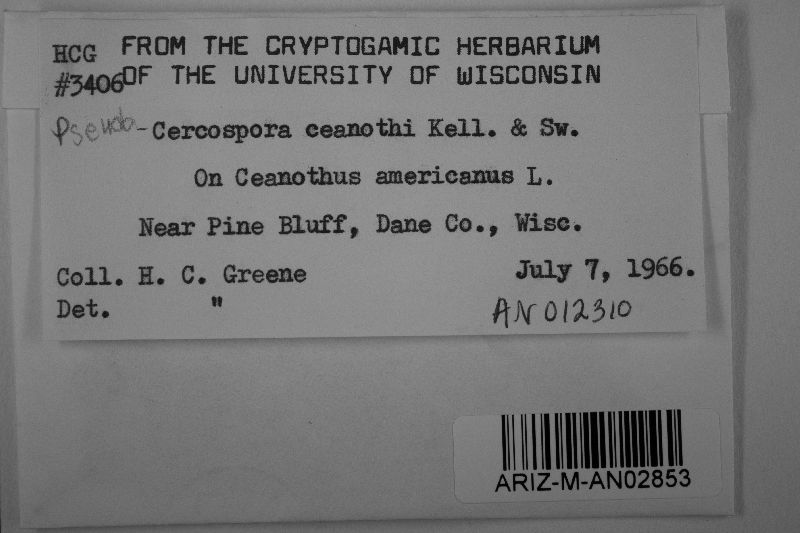 HCG FROM THE CRYPTOGAMIC HERBARIUM
#3406 OF THE UNIVERSITY OF WISCONSIN
Pseudo-Cercospora ceanothi Kell. & Sw.
On Ceanothus americanus L.
Near Pine Bluff, Dane Co., Wisc.
Coll. H. C. Greene July 7, 1966.
Det. "
AN012310
ARIZ-M-AN02853